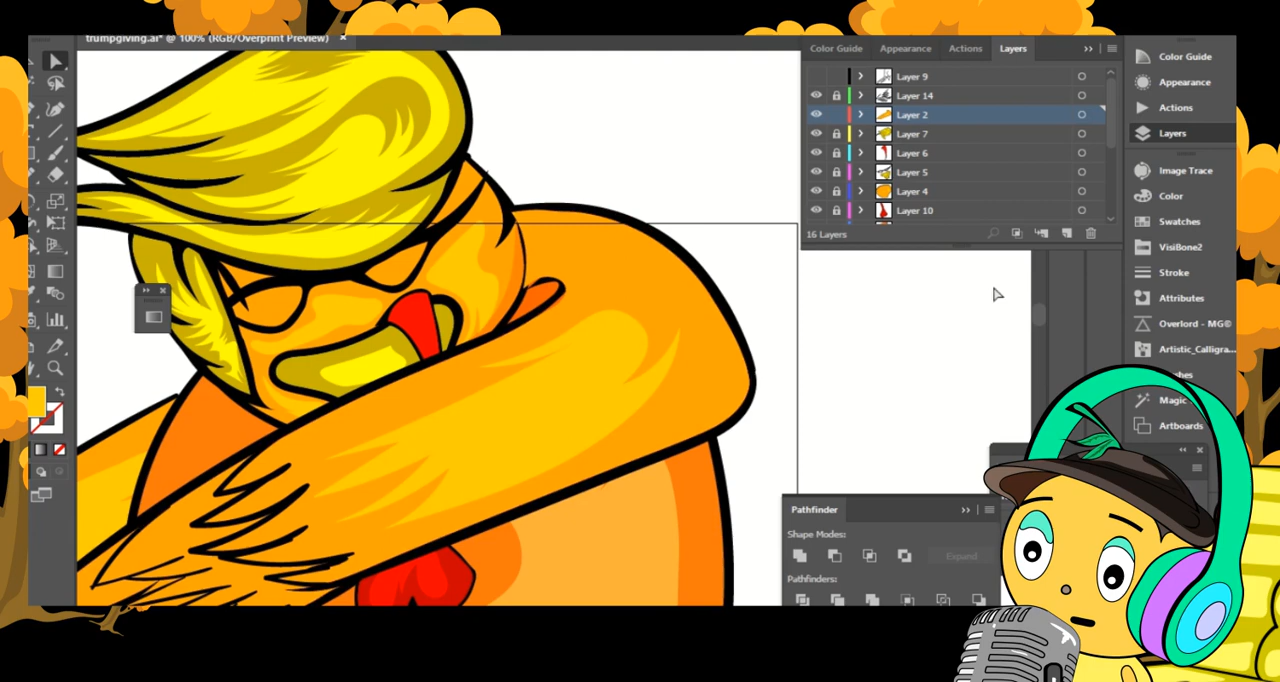 trumpgiving.ai* @ 100% (RGB/Overprint Preview)
Color Guide Appearance Actions Layers
Layer 9
Layer 14
Layer 2
Layer 7
Layer 6
Layer 5
Layer 4
Layer 10
16 Layers
Color Guide
Appearance
Actions
Layers
Image Trace
Color
Swatches
VisiBone2
Stroke
Attributes
Overlord - MG®
Artistic_Calligra...
Magic
Artboards
Pathfinder
Shape Modes:
Expand
Pathfinders: